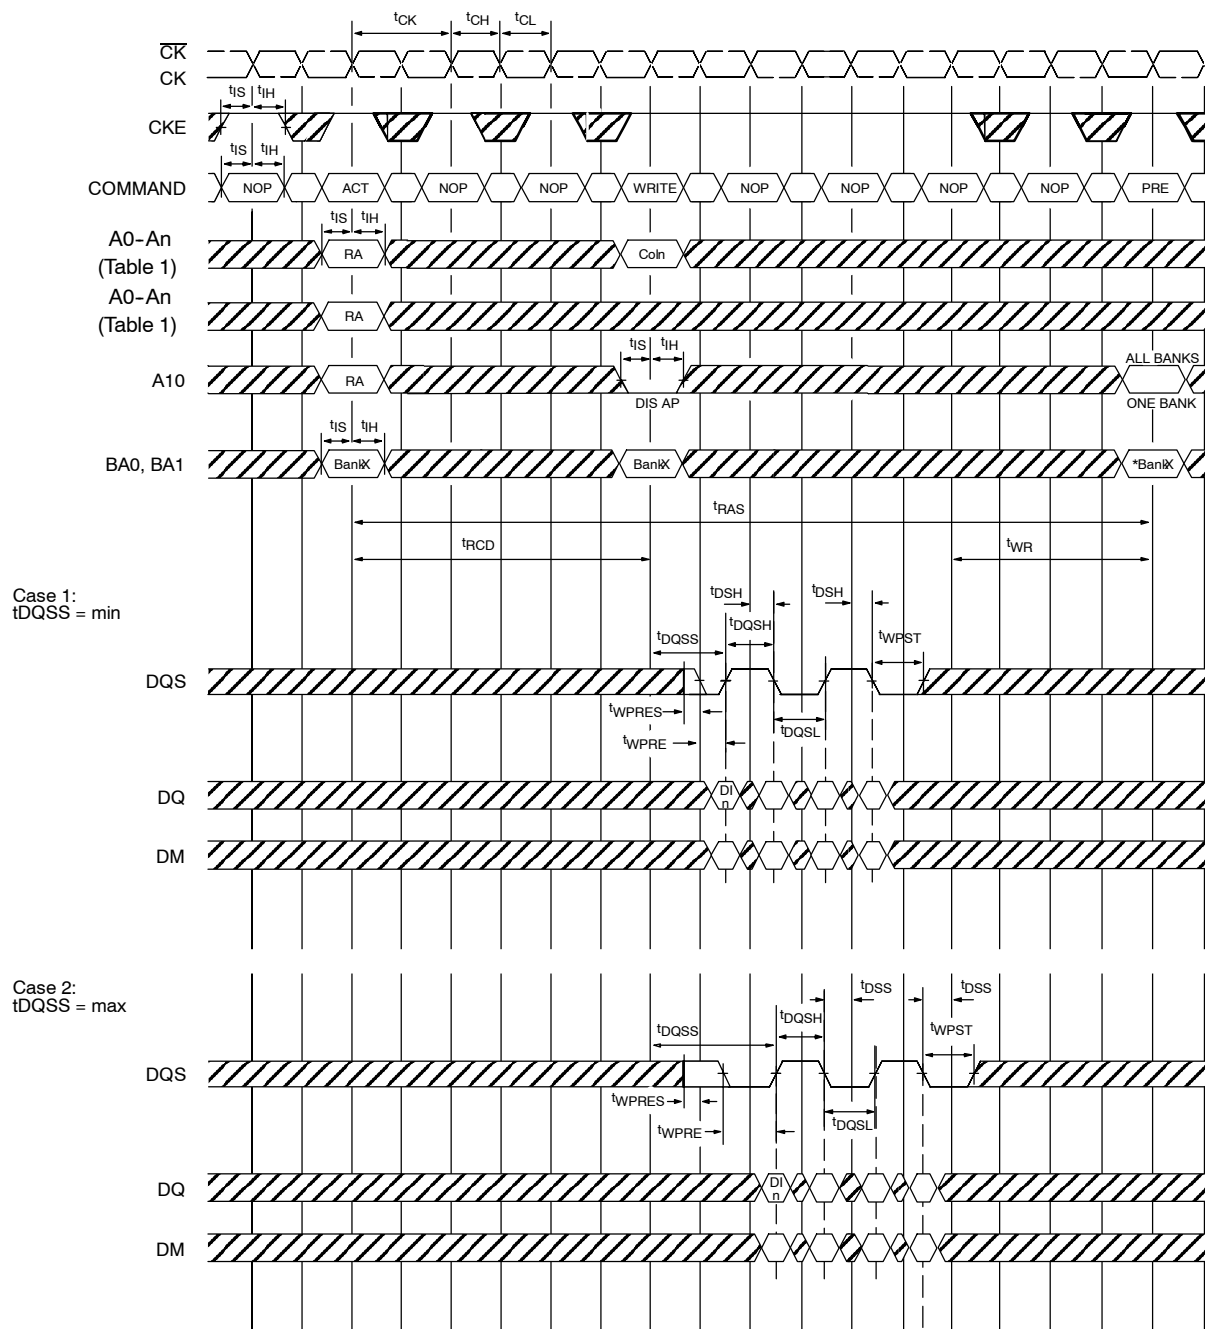 tCK tCH tCL
CK
CK
tIS tIH
CKE
tIS tIH
COMMAND NOP ACT NOP NOP WRITE NOP NOP NOP NOP PRE
tIS tIH
A0-An
(Table 1)
RA Coln
A0-An
(Table 1)
RA
tIS tIH
ALL BANKS
A10 RA
DIS AP ONE BANK
tIS tIH
BA0, BA1 BankX BankX *BankX
tRAS
tRCD tWR
Case 1:
tDQSS = min
tDSH tDSH
tDQSH
tDQSS tWPST
DQS
tWPRES
tDQSL
tWPRE
DQ DI
n
DM
Case 2:
tDQSS = max
tDSS tDSS
tDQSH
tDQSS tWPST
DQS
tWPRES
tWPRE tDQSL
DQ DI
n
DM